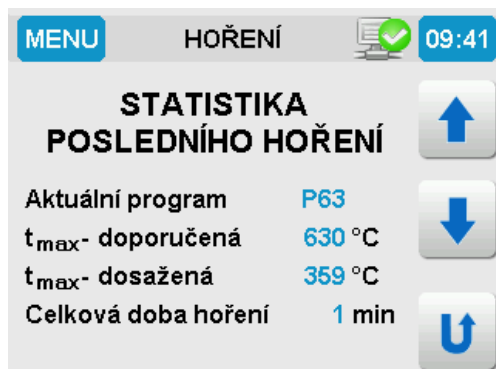 MENU HOŘENÍ 09:41
STATISTIKA
POSLEDNÍHO HOŘENÍ
Aktuální program P63
tmax- doporučená 630 °C
tmax- dosažená 359 °C
Celková doba hoření 1 min